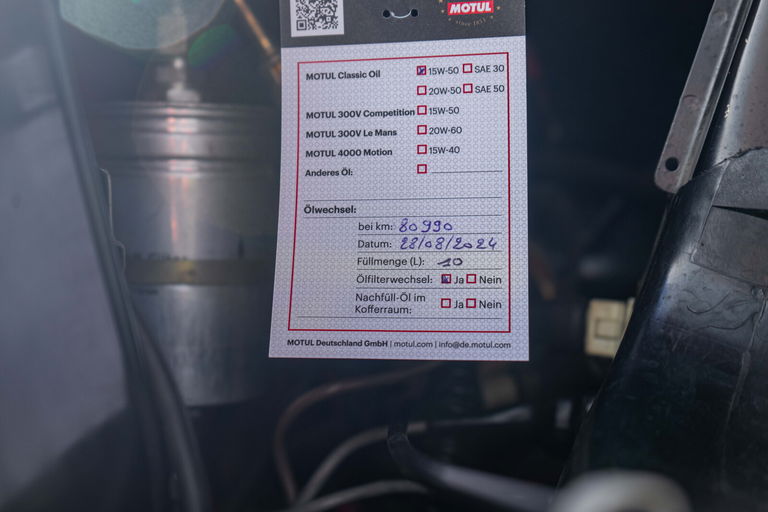 MOTUL
since 1853
MOTUL Classic Oil 15W-50 SAE 30
20W-50 SAE 50
MOTUL 300V Competition 15W-50
MOTUL 300V Le Mans 20W-60
MOTUL 4000 Motion 15W-40
Anderes Öl:
Ölwechsel:
bei km: 80990
Datum: 28/08/2024
Füllmenge (L): 10
Ölfilterwechsel: Ja Nein
Nachfüll-Öl im Ja Nein
Kofferraum:
MOTUL Deutschland GmbH | motul.com | info@de.motul.com